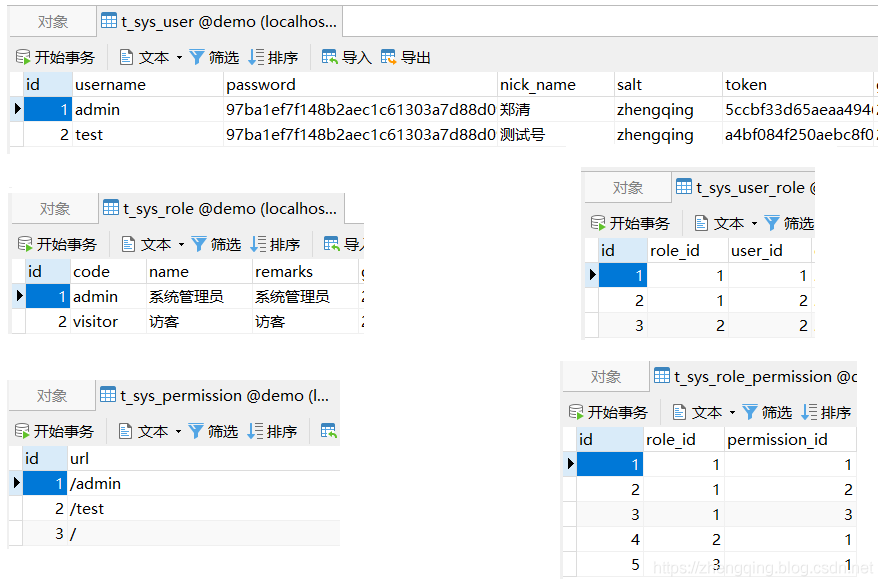 对象 t_sys_user @demo (localhos...
开始事务 文本 筛选 排序 导入 导出
id username password nick_name salt token
1 admin 97ba1ef7f148b2aec1c61303a7d88d0 郑清 zhengqing 5ccbf33d65aeaa494
2 test 97ba1ef7f148b2aec1c61303a7d88d0 测试号 zhengqing a4bf084f250aebc8f0
对象 t_sys_role @demo (localhos...
开始事务 文本 筛选 排序 导入
id code name remarks
1 admin 系统管理员 系统管理员
2 visitor 访客 访客
对象 t_sys_user_role @
开始事务 文本 筛选
id role_id user_id
1 1 1
2 1 2
3 2 2
对象 t_sys_permission @demo (l...
开始事务 文本 筛选 排序
id url
1 /admin
2 /test
3 /
对象 t_sys_role_permission @d
开始事务 文本 筛选 排序
id role_id permission_id
1 1 1
2 1 2
3 1 3
4 2 1
5 3 1
https://zhengqing.blog.csdn.net